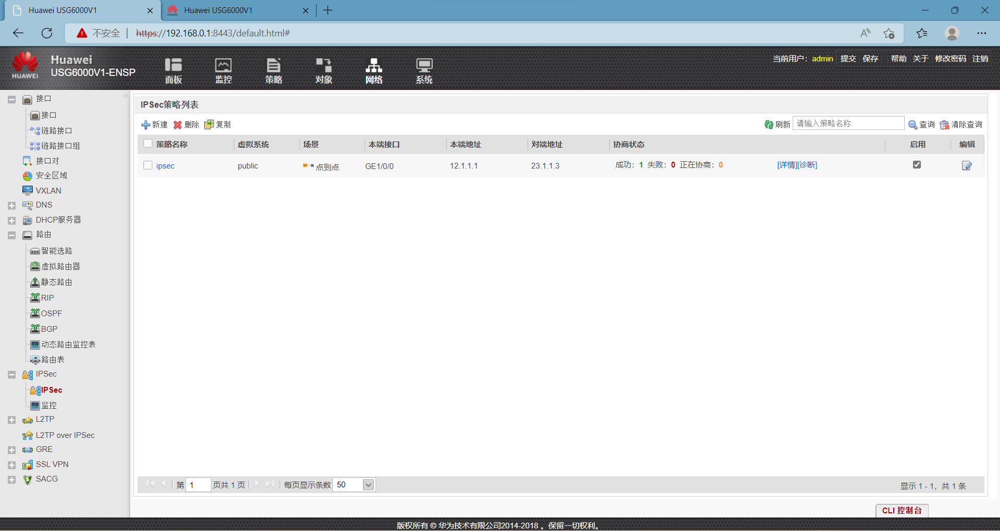 Huawei USG6000V1
Huawei USG6000V1
不安全 | https://192.168.0.1:8443/default.html#
HUAWEI
Huawei
USG6000V1-ENSP
面板
监控
策略
对象
网络
系统
当前用户： admin 提交 保存 帮助 关于 修改密码 注销
接口
接口
链路接口
链路接口组
接口对
安全区域
VXLAN
DNS
DHCP服务器
路由
智能选路
虚拟路由器
静态路由
RIP
OSPF
BGP
动态路由监控表
路由表
IPSec
IPSec
监控
L2TP
L2TP over IPSec
GRE
SSL VPN
SACG
IPSec策略列表
新建 删除 复制
刷新 请输入策略名称 查询 清除查询
策略名称 虚拟系统 场景 本端接口 本端地址 对端地址 协商状态 启用 编辑
ipsec public 点到点 GE1/0/0 12.1.1.1 23.1.1.3 成功： 1 失败： 0 正在协商： 0 [详情][诊断]
第 1 页共 1 页 每页显示条数 50
显示 1 - 1，共 1 条
CLI 控制台
版权所有 © 华为技术有限公司2014-2018 。保留一切权利。